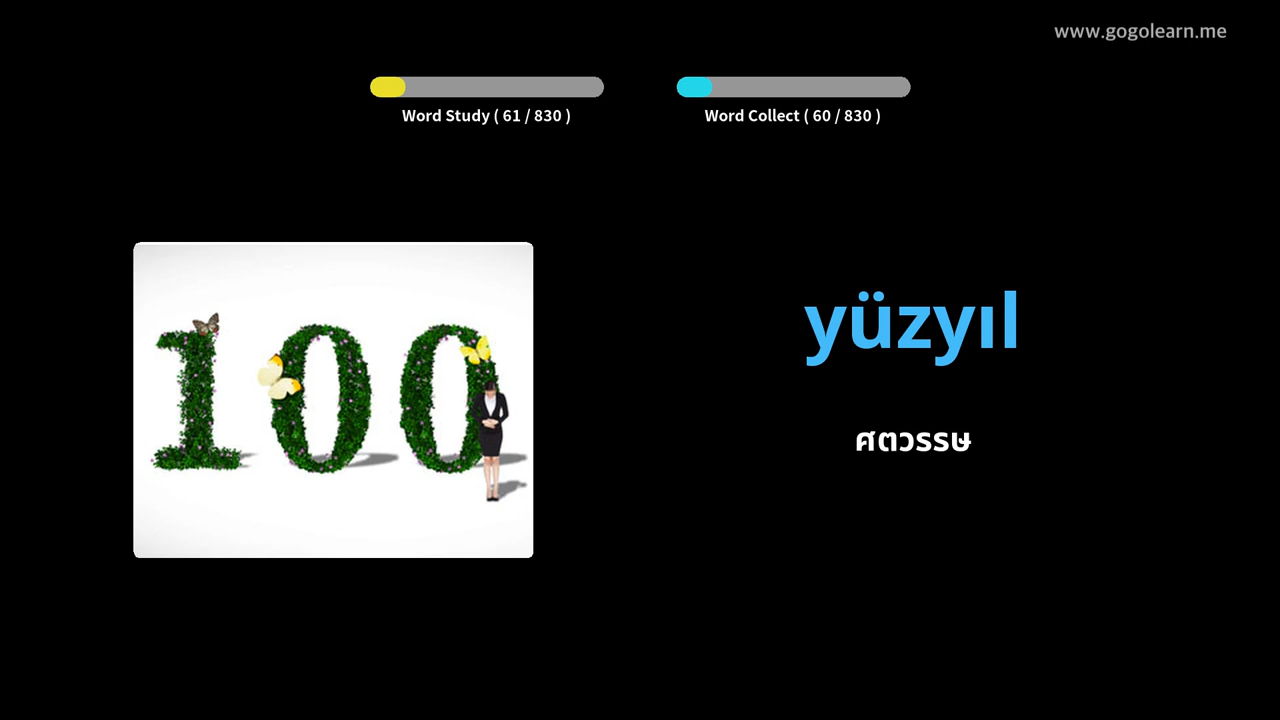 www.gogolearn.me
Word Study ( 61 / 830 )
Word Collect ( 60 / 830 )
100
yüzyıl
ศตวรรษ